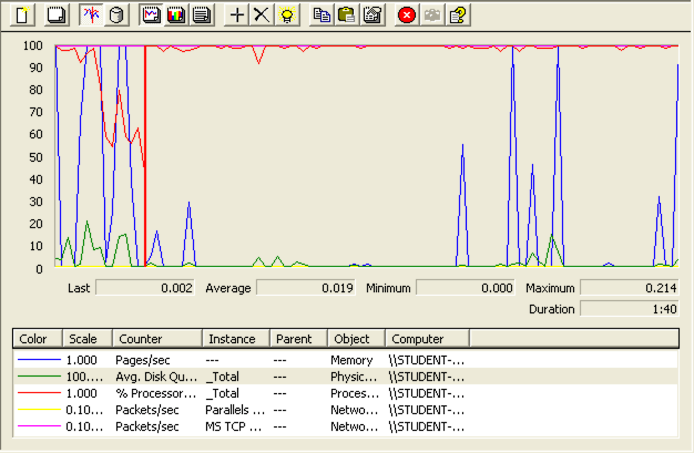 100
90
80
70
60
50
40
30
20
10
0
Last 0.002 Average 0.019 Minimum 0.000 Maximum 0.214
Duration 1:40
Color Scale Counter Instance Parent Object Computer
1.000 Pages/sec --- --- Memory \\STUDENT-...
100.... Avg. Disk Qu... _Total --- Physic... \\STUDENT-...
1.000 % Processor... _Total --- Proces... \\STUDENT-...
0.10... Packets/sec Parallels ... --- Netwo... \\STUDENT-...
0.10... Packets/sec MS TCP ... --- Netwo... \\STUDENT-...